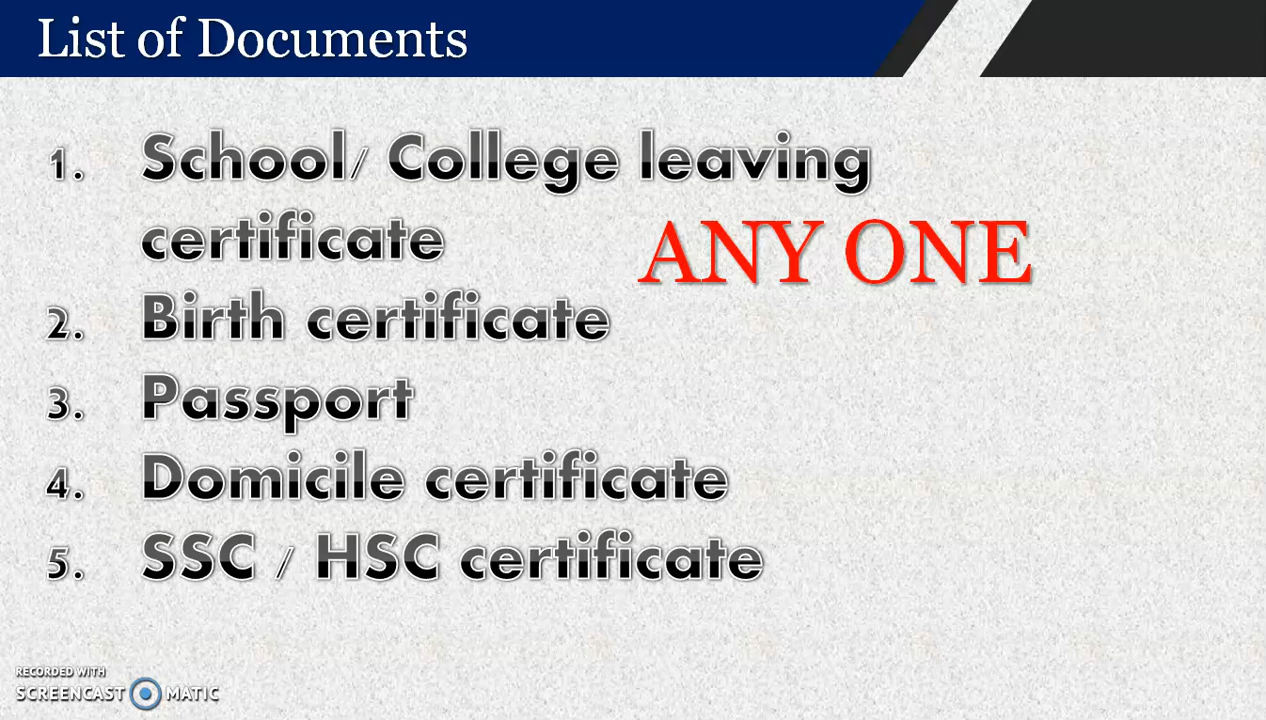 List of Documents
1. School/ College leaving
certificate
ANY ONE
2. Birth certificate
3. Passport
4. Domicile certificate
5. SSC / HSC certificate
RECORDED WITH
SCREENCAST MATIC